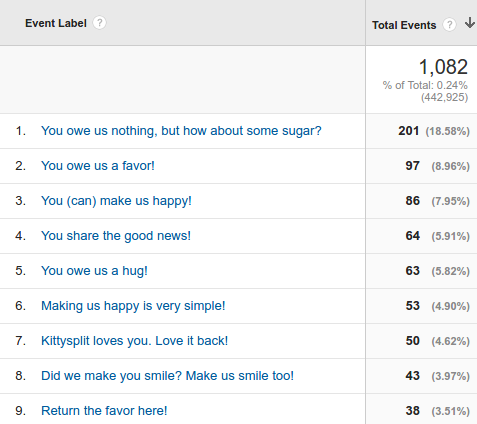 Event Label ? Total Events ?
1,082
% of Total: 0.24%
(442,925)
1. You owe us nothing, but how about some sugar? 201 (18.58%)
2. You owe us a favor! 97 (8.96%)
3. You (can) make us happy! 86 (7.95%)
4. You share the good news! 64 (5.91%)
5. You owe us a hug! 63 (5.82%)
6. Making us happy is very simple! 53 (4.90%)
7. Kittysplit loves you. Love it back! 50 (4.62%)
8. Did we make you smile? Make us smile too! 43 (3.97%)
9. Return the favor here! 38 (3.51%)